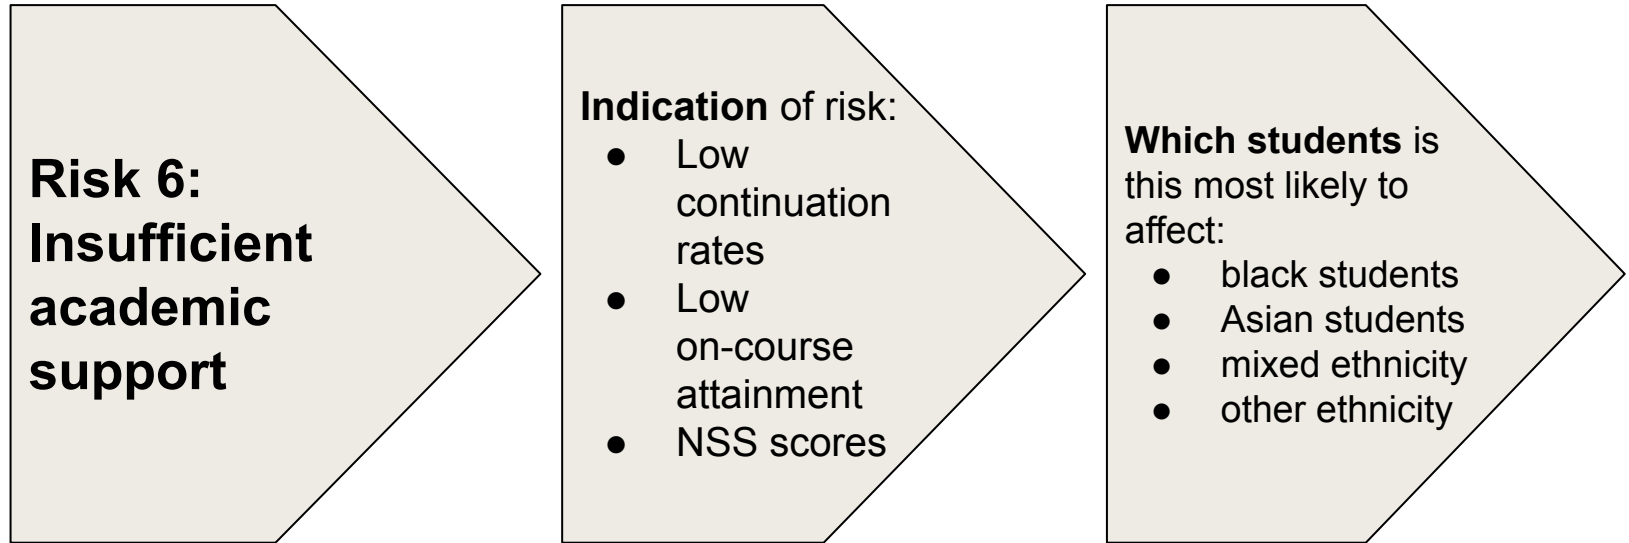 Risk 6:
Insufficient
academic
support
Indication of risk:
● Low
continuation
rates
● Low
on-course
attainment
● NSS scores
Which students is
this most likely to
affect:
● black students
● Asian students
● mixed ethnicity
● other ethnicity